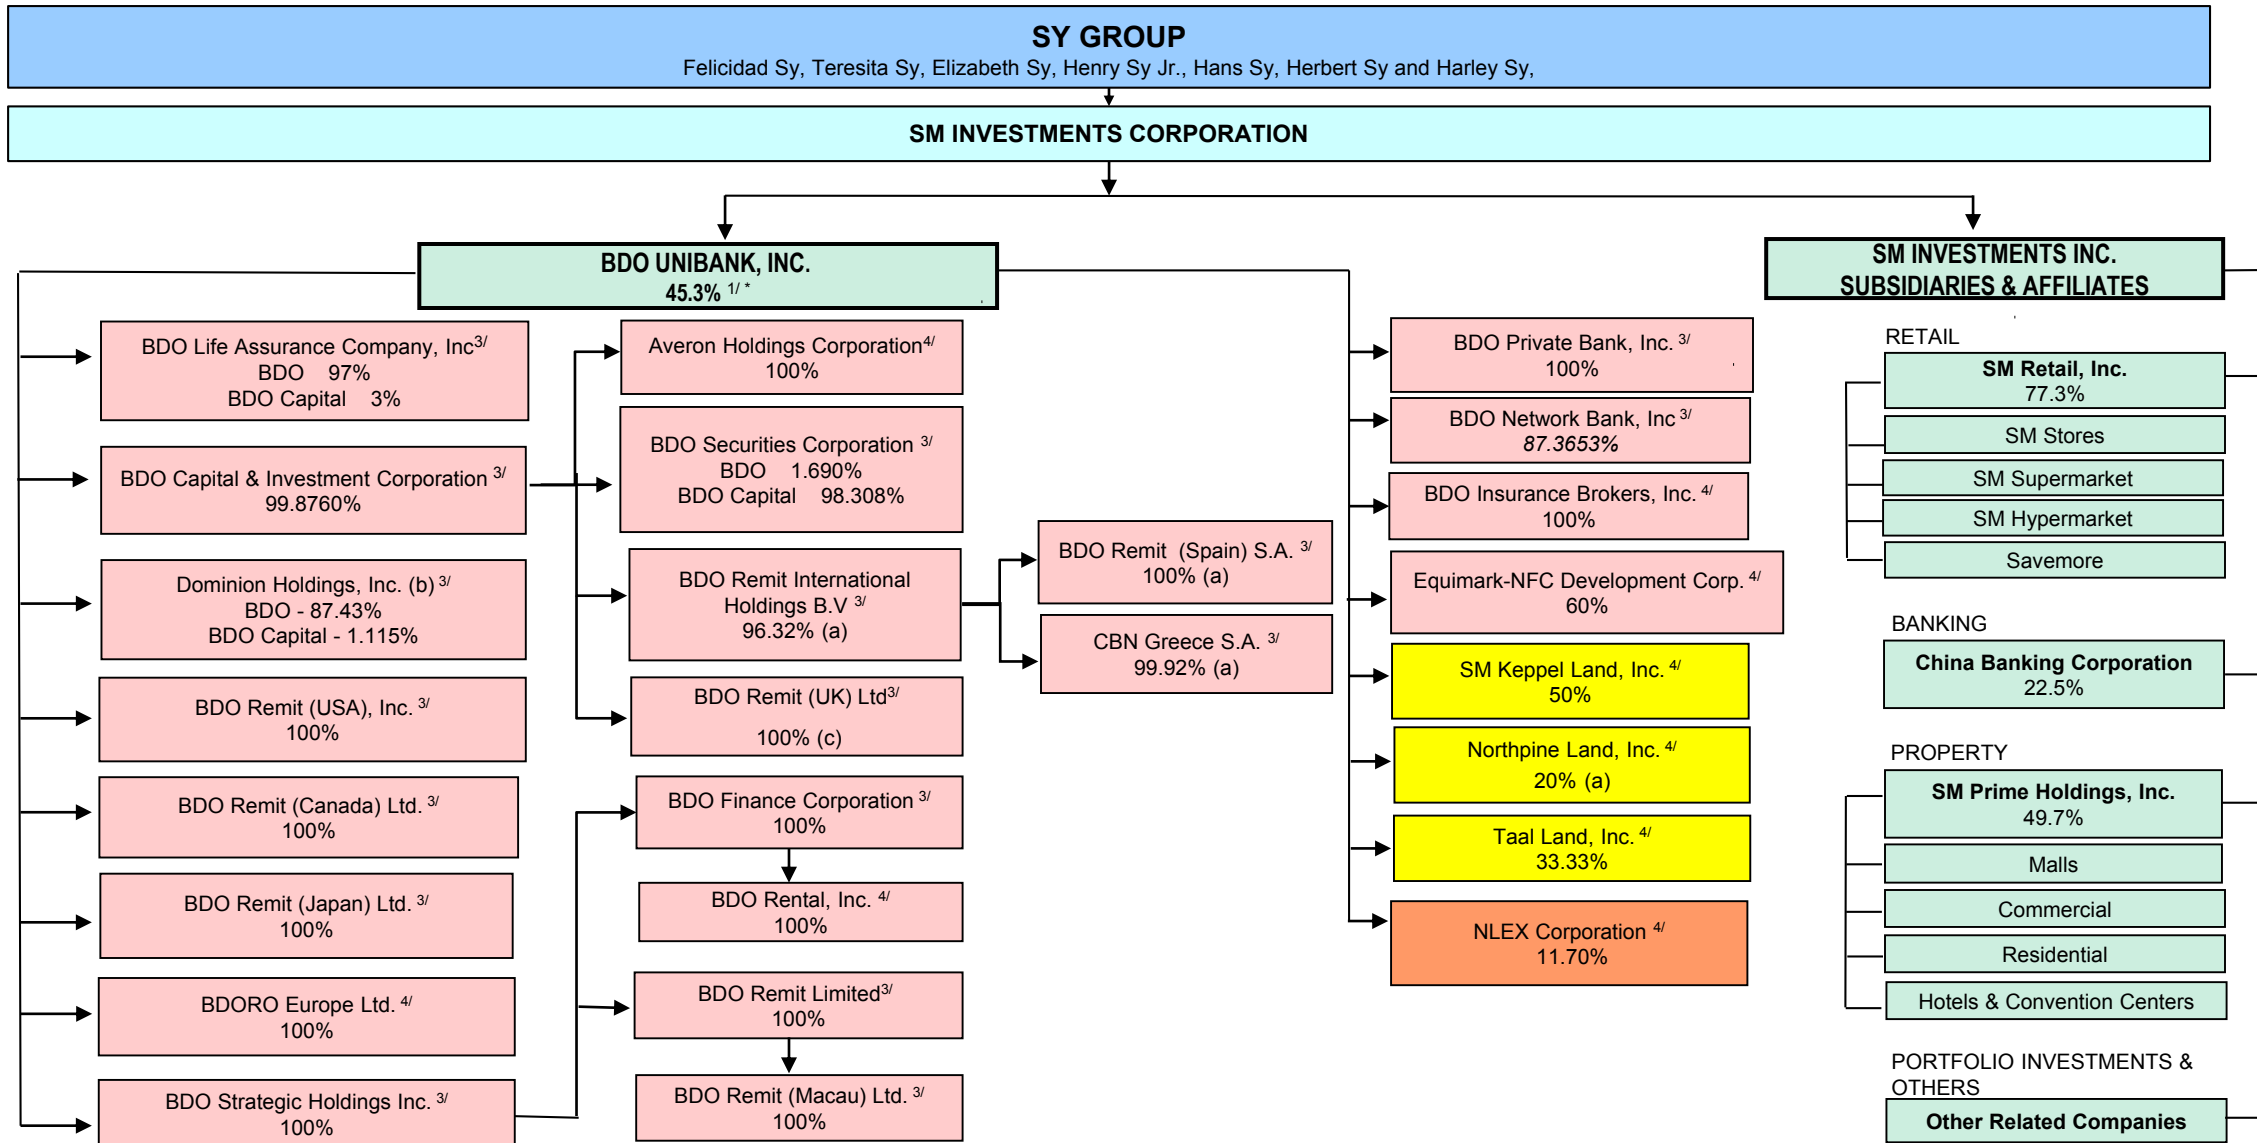 SY GROUP
Felicidad Sy, Teresita Sy, Elizabeth Sy, Henry Sy Jr., Hans Sy, Herbert Sy and Harley Sy,
SM INVESTMENTS CORPORATION
BDO UNIBANK, INC.
45.3% 1/ *
SM INVESTMENTS INC.
SUBSIDIARIES & AFFILIATES
BDO Life Assurance Company, Inc3/
BDO 97%
BDO Capital 3%
BDO Capital & Investment Corporation 3/
99.8760%
Dominion Holdings, Inc. (b) 3/
BDO - 87.43%
BDO Capital - 1.115%
BDO Remit (USA), Inc. 3/
100%
BDO Remit (Canada) Ltd. 3/
100%
BDO Remit (Japan) Ltd. 3/
100%
BDORO Europe Ltd. 4/
100%
BDO Strategic Holdings Inc. 3/
100%
Averon Holdings Corporation4/
100%
BDO Securities Corporation 3/
BDO 1.690%
BDO Capital 98.308%
BDO Remit International
Holdings B.V 3/
96.32% (a)
BDO Remit (UK) Ltd3/
100% (c)
BDO Finance Corporation 3/
100%
BDO Rental, Inc. 4/
100%
BDO Remit Limited3/
100%
BDO Remit (Macau) Ltd. 3/
100%
BDO Remit (Spain) S.A. 3/
100% (a)
CBN Greece S.A. 3/
99.92% (a)
BDO Private Bank, Inc. 3/
100%
BDO Network Bank, Inc 3/
87.3653%
BDO Insurance Brokers, Inc. 4/
100%
Equimark-NFC Development Corp. 4/
60%
SM Keppel Land, Inc. 4/
50%
Northpine Land, Inc. 4/
20% (a)
Taal Land, Inc. 4/
33.33%
NLEX Corporation 4/
11.70%
RETAIL
SM Retail, Inc.
77.3%
SM Stores
SM Supermarket
SM Hypermarket
Savemore
BANKING
China Banking Corporation
22.5%
PROPERTY
SM Prime Holdings, Inc.
49.7%
Malls
Commercial
Residential
Hotels & Convention Centers
PORTFOLIO INVESTMENTS &
OTHERS
Other Related Companies